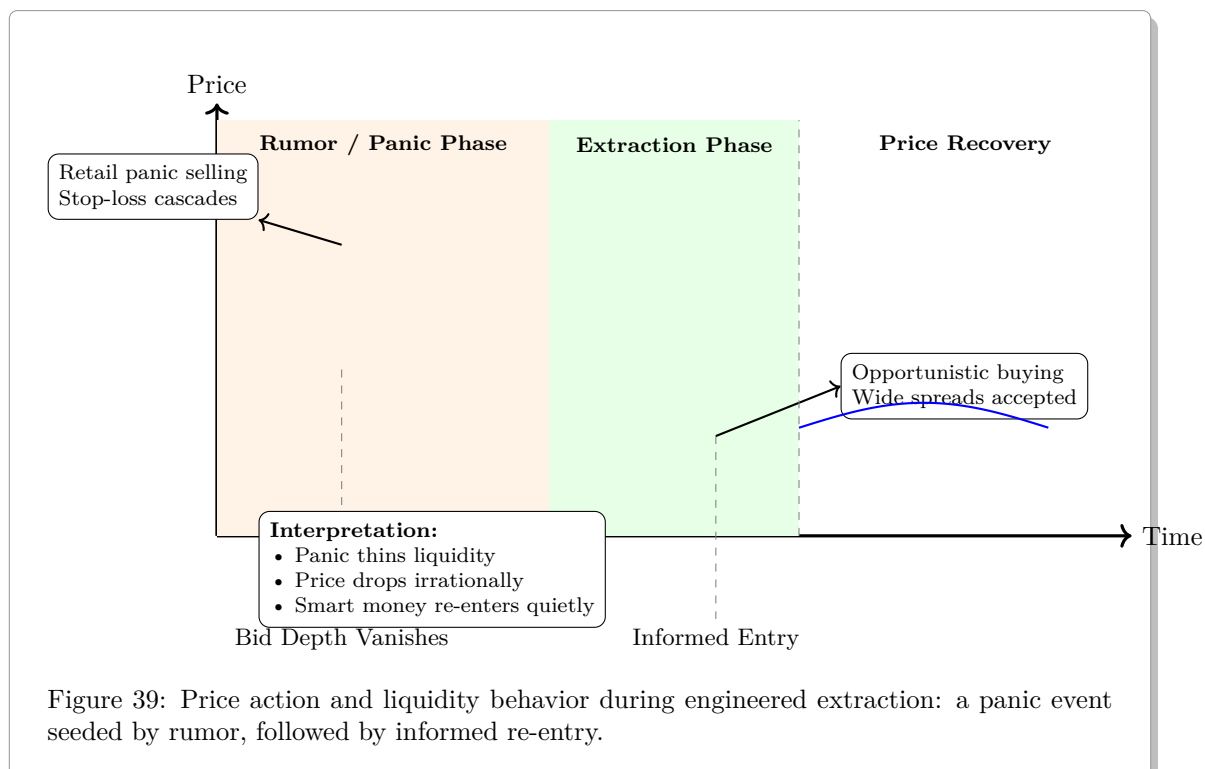 Price
Rumor / Panic Phase
Extraction Phase
Price Recovery
Retail panic selling
Stop-loss cascades
Opportunistic buying
Wide spreads accepted
Time
Interpretation:
• Panic thins liquidity
• Price drops irrationally
• Smart money re-enters quietly
Bid Depth Vanishes
Informed Entry
Figure 39: Price action and liquidity behavior during engineered extraction: a panic event
seeded by rumor, followed by informed re-entry.